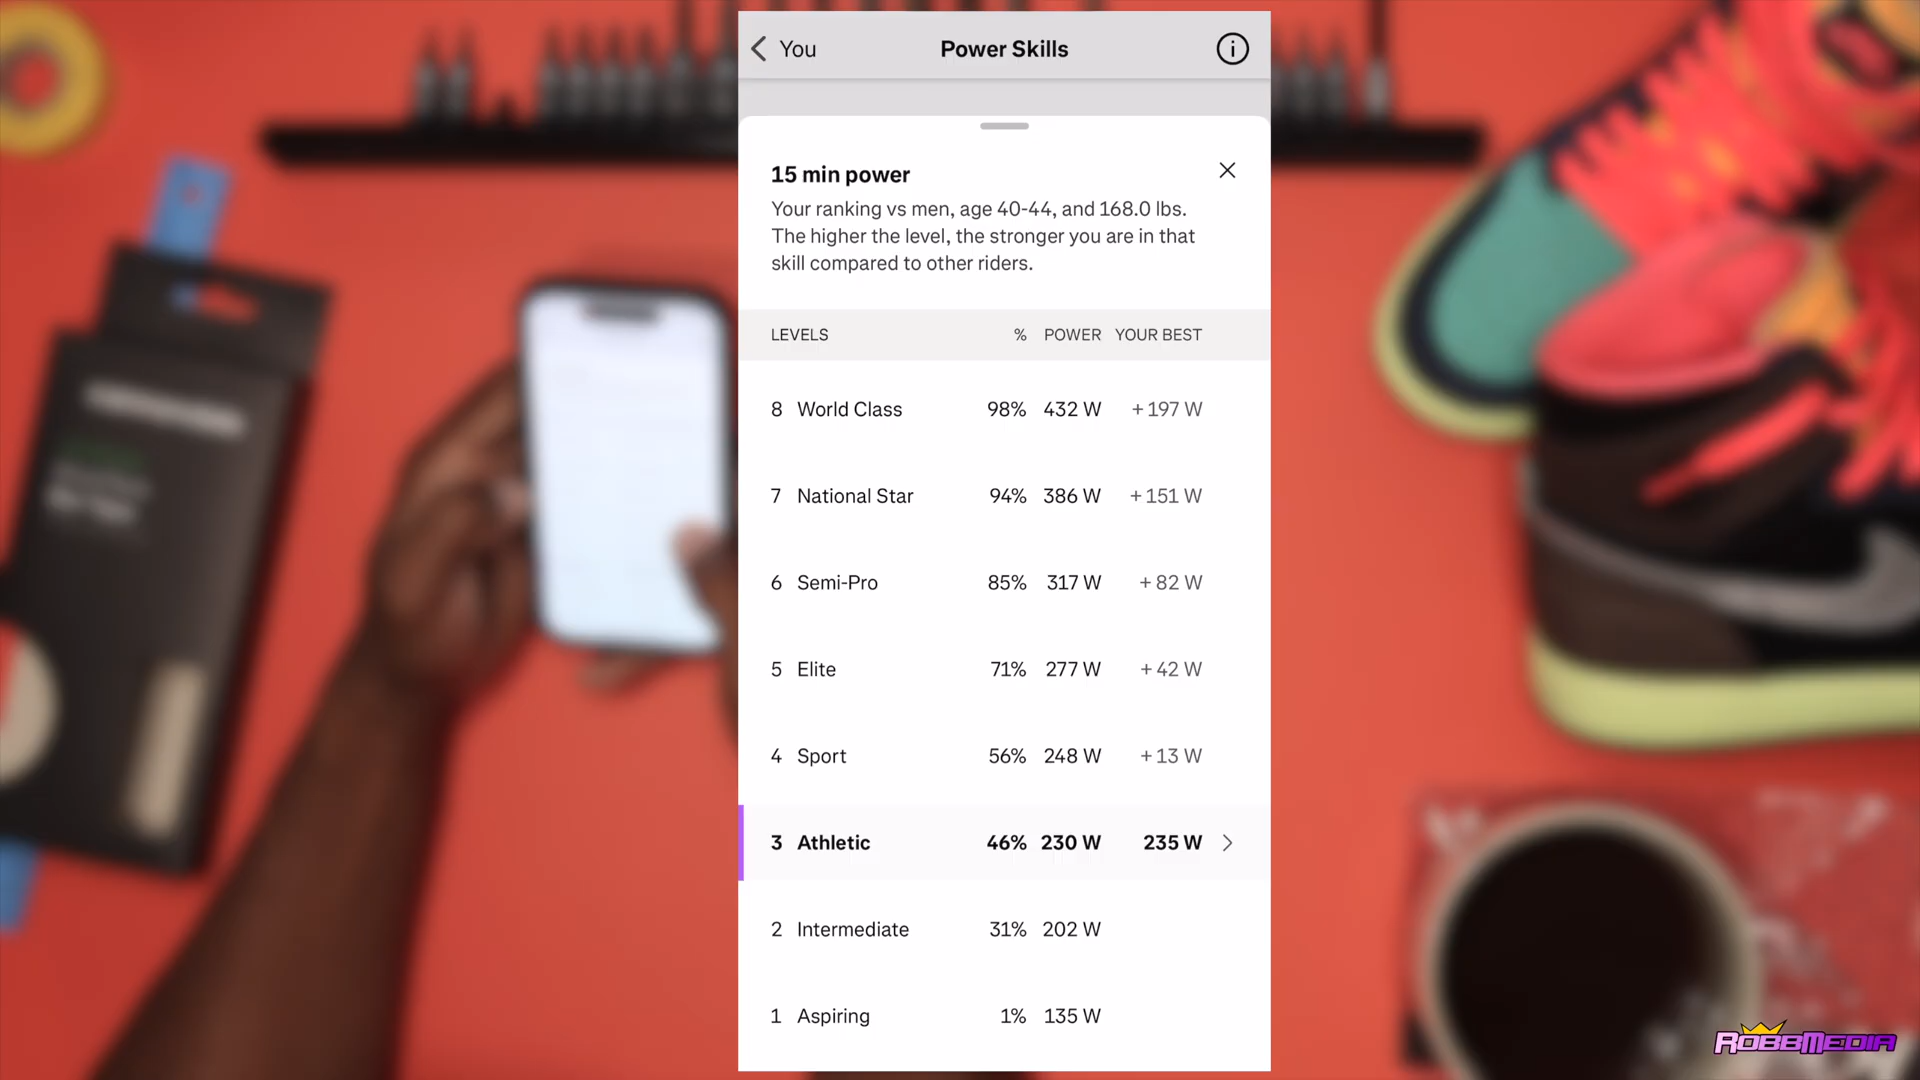 You
Power Skills
15 min power
Your ranking vs men, age 40-44, and 168.0 lbs.
The higher the level, the stronger you are in that
skill compared to other riders.
LEVELS % POWER YOUR BEST
8 World Class 98% 432 W + 197 W
7 National Star 94% 386 W + 151 W
6 Semi-Pro 85% 317 W + 82 W
5 Elite 71% 277 W + 42 W
4 Sport 56% 248 W + 13 W
3 Athletic 46% 230 W 235 W
2 Intermediate 31% 202 W
1 Aspiring 1% 135 W
ROBBMEDIA